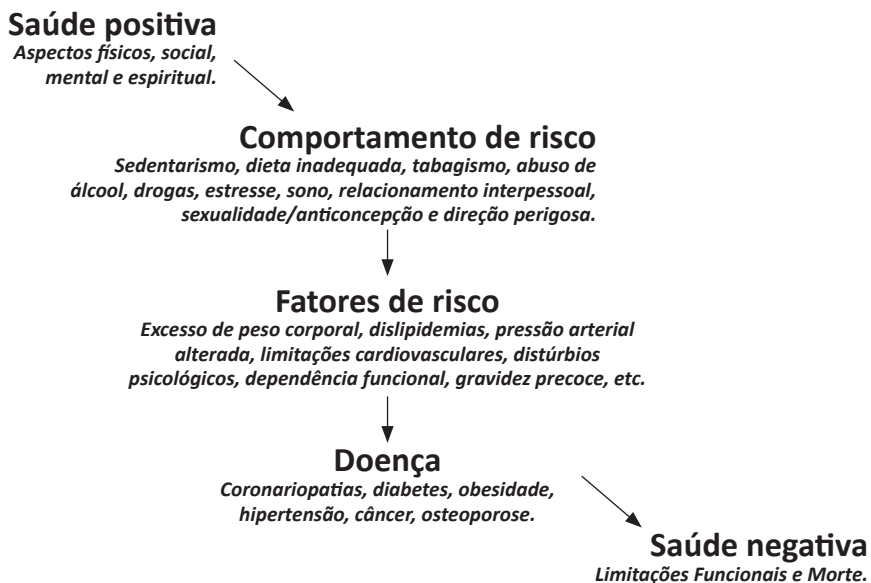 Saúde positiva
Aspectos físicos, social,
mental e espiritual.
Comportamento de risco
Sedentarismo, dieta inadequada, tabagismo, abuso de
álcool, drogas, estresse, sono, relacionamento interpessoal,
sexualidade/anticoncepção e direção perigosa.
Fatores de risco
Excesso de peso corporal, dislipidemias, pressão arterial
alterada, limitações cardiovasculares, distúrbios
psicológicos, dependência funcional, gravidez precoce, etc.
Doença
Coronariopatias, diabetes, obesidade,
hipertensão, câncer, osteoporose.
Saúde negativa
Limitações Funcionais e Morte.